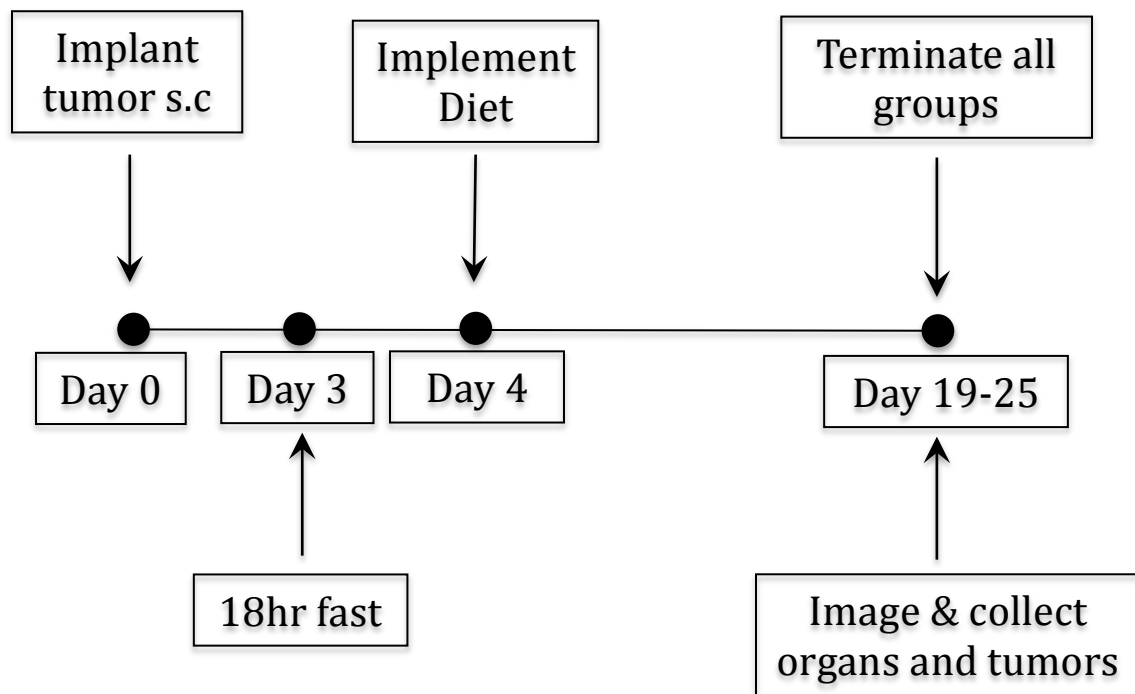 Implant
tumor s.c
Implement
Diet
Terminate all
groups
Day 0
Day 3
Day 4
Day 19-25
18hr fast
Image & collect
organs and tumors